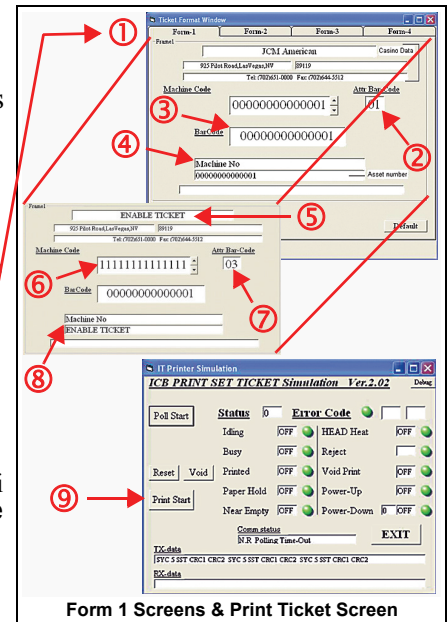 s
i
e
①
Ticket Format Window
Form-1 Form-2 Form-3 Form-4
Frame1
JCM American Casino Data
925 Pilot Road,LasVegas,NV 89119
Tel:(702)651-0000 Fax:(702)644-5512
Machine Code Attr Bar-Code
③ 00000000000001 01
②
BarCode 00000000000001
④
Machine No
0000000000001 Asset number
Default
Frame1
ENABLE TICKET ⑤
925 Pilot Road,LasVegas,NV 89119
Tel:(702)651-0000 Fax:(702)644-5512
Machine Code Attr Bar-Code
⑥ 11111111111111 03
⑦
BarCode 00000000000001
Machine No
⑧ ENABLE TICKET
IT Printer Simulation
ICB PRINT SET TICKET Simulation Ver.2.02 Debug
Poll Start Status 0 Error Code
Idling OFF HEAD Heat OFF
Busy OFF Reject
Reset Void Printed OFF Void Print OFF
⑨ Print Start Paper Hold OFF Power-Up OFF
Near Empty OFF Power-Down 0 OFF
Comm.status
N.R Polling Time-Out EXIT
TX-data
SYC S SST CRC1 CRC2 SYC S SST CRC1 CRC2
RX-data
Form 1 Screens & Print Ticket Screen